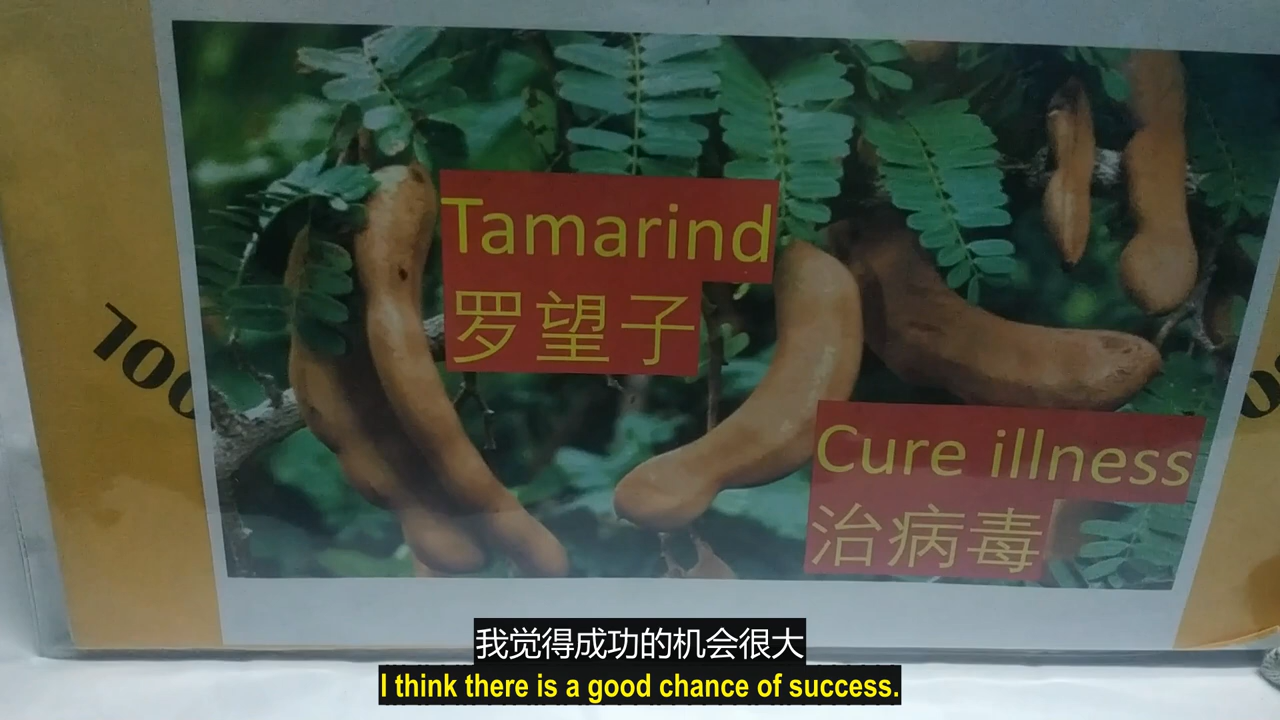 Tamarind
罗望子
Cure illness
治病毒
100
我觉得成功的机会很大
I think there is a good chance of success.